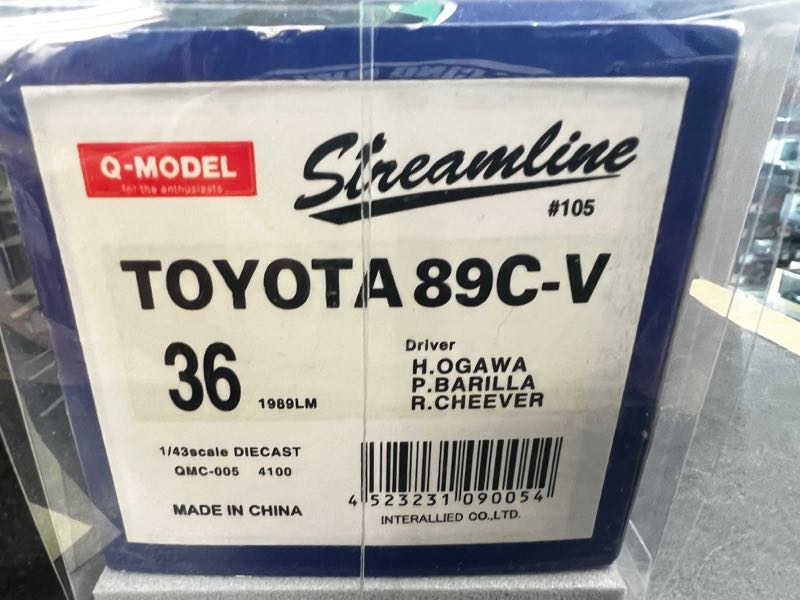 Q-MODEL
for the enthusiasts
Streamline
#105
TOYOTA 89C-V
36
1989LM
Driver
H.OGAWA
P.BARILLA
R.CHEEVER
1/43scale DIECAST
QMC-005 4100
MADE IN CHINA
4 523231 090054
INTERALLIED CO.,LTD.